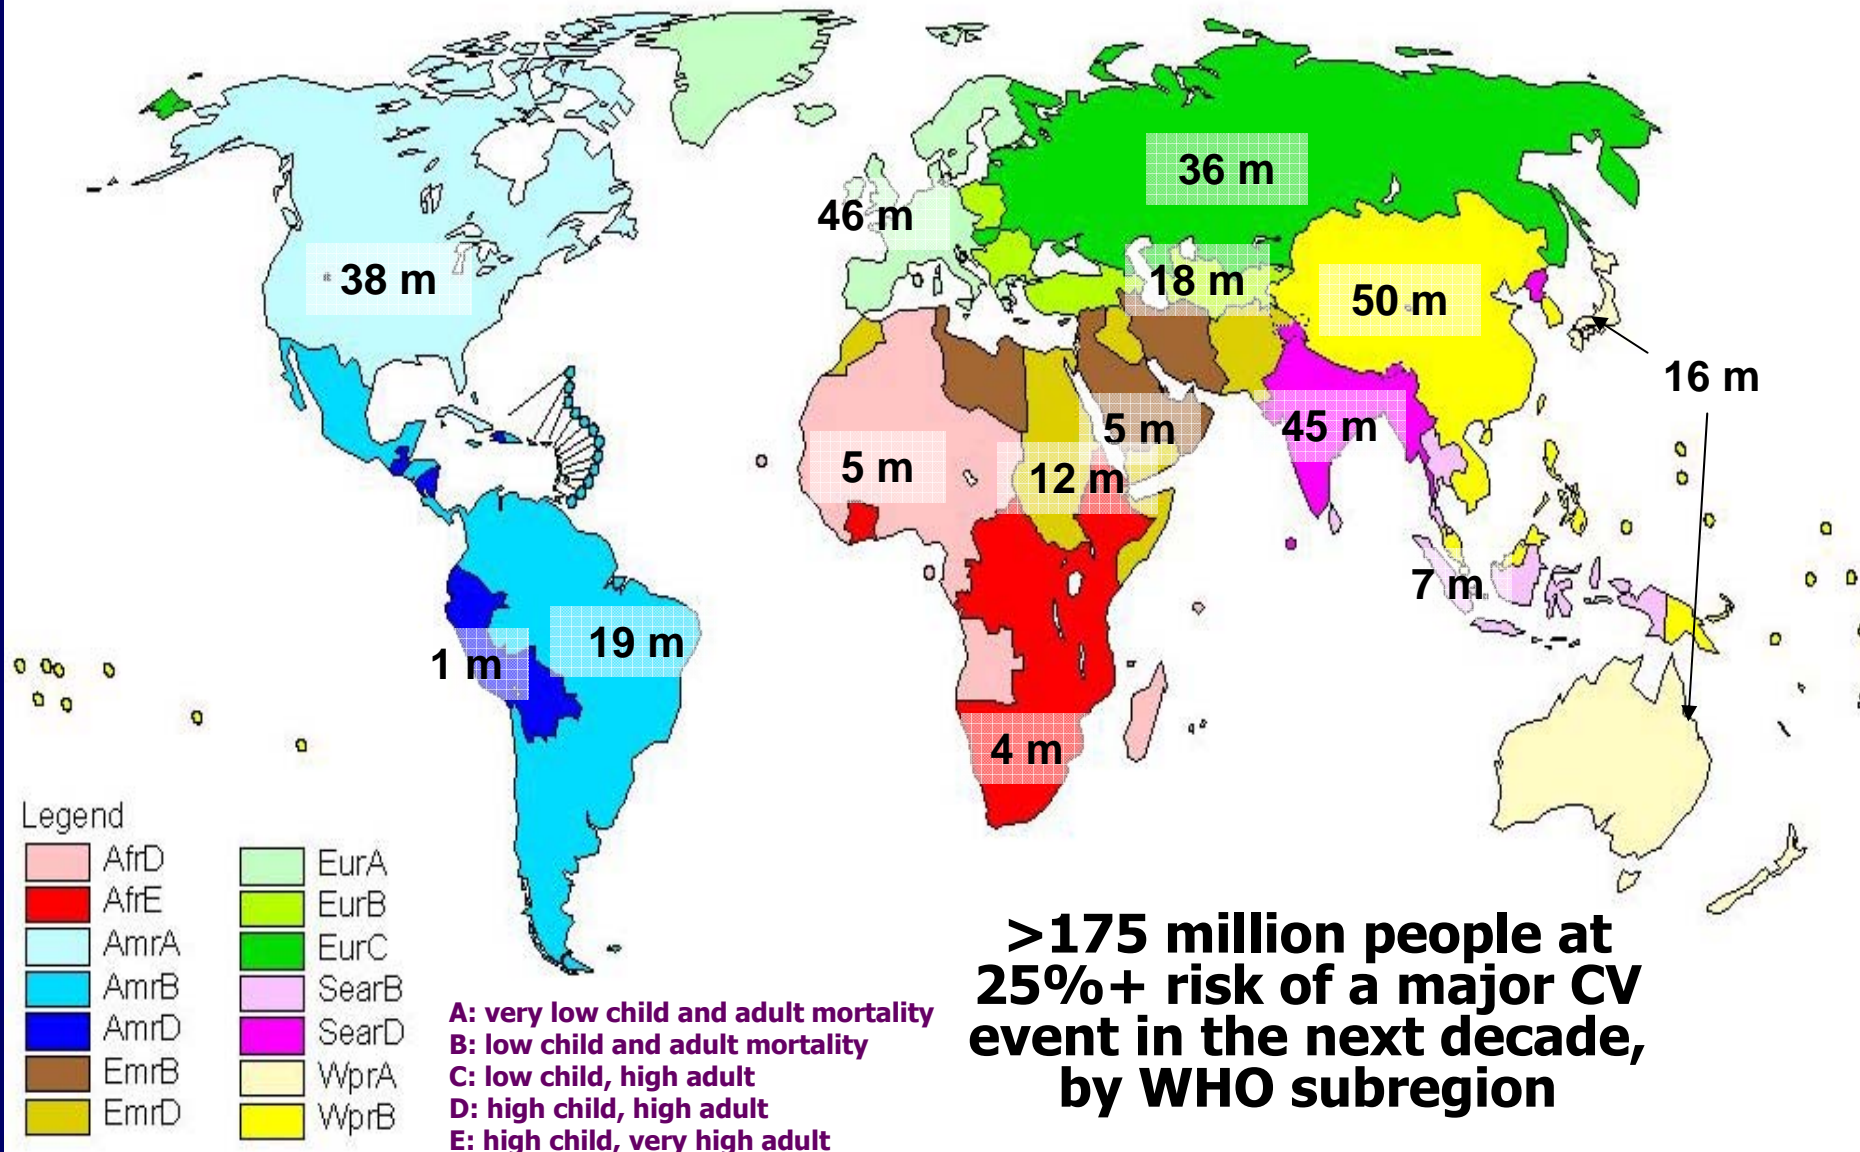 36 m
46 m
38 m
18 m
50 m
16 m
5 m
45 m
5 m
12 m
7 m
19 m
1 m
4 m
Legend
AfrD
AfrE
AmrA
AmrB
AmrD
EmrB
EmrD
EurA
EurB
EurC
SearB
SearD
WprA
WprB
A: very low child and adult mortality
B: low child and adult mortality
C: low child, high adult
D: high child, high adult
E: high child, very high adult
>175 million people at
25%+ risk of a major CV
event in the next decade,
by WHO subregion